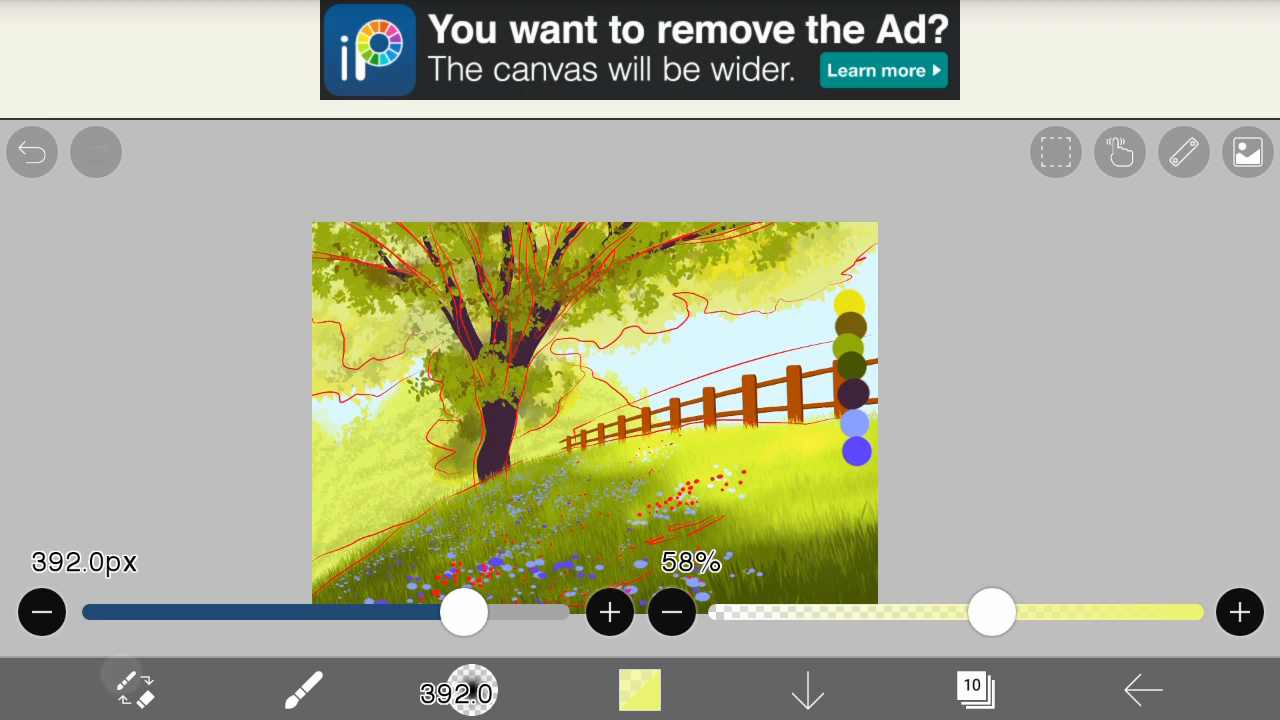 iP
You want to remove the Ad?
The canvas will be wider.
Learn more
392.0px
58%
392.0
10